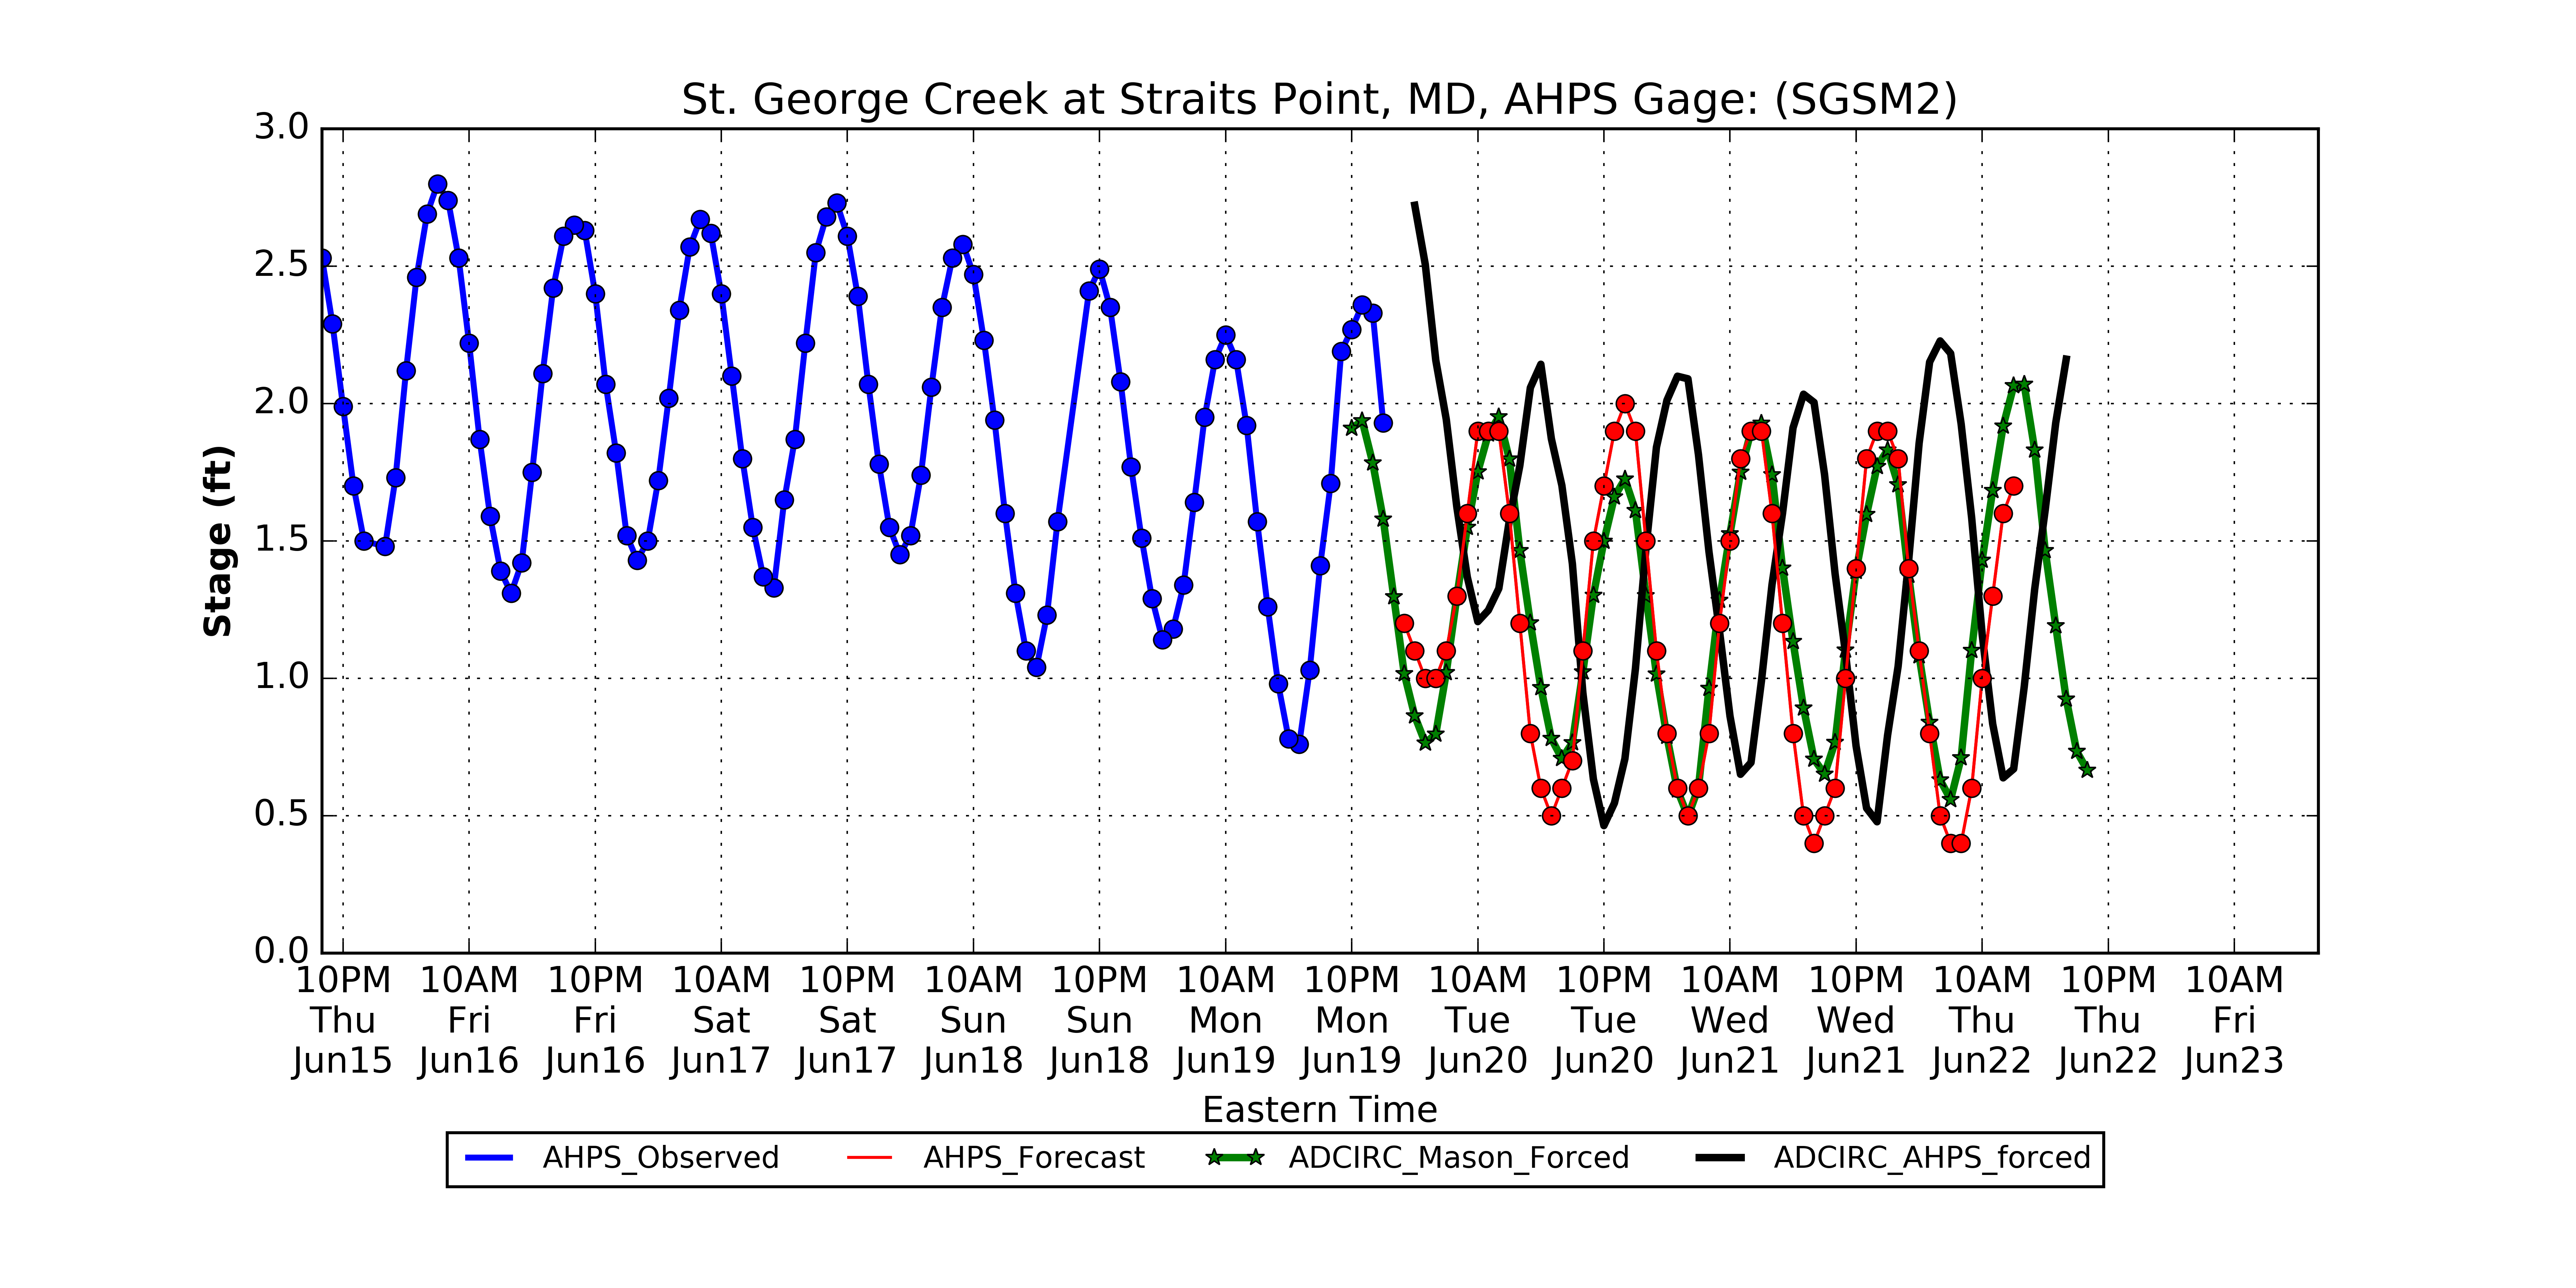 St. George Creek at Straits Point, MD, AHPS Gage: (SGSM2)
3.0
2.5
2.0
1.5
1.0
0.5
0.0
Stage (ft)
10PM 10AM 10PM 10AM 10PM 10AM 10PM 10AM 10PM 10AM 10PM 10AM 10PM 10AM 10PM 10AM
Thu Fri Fri Sat Sat Sun Sun Mon Mon Tue Tue Wed Wed Thu Thu Fri
Jun15 Jun16 Jun16 Jun17 Jun17 Jun18 Jun18 Jun19 Jun19 Jun20 Jun20 Jun21 Jun21 Jun22 Jun22 Jun23
Eastern Time
AHPS_Observed AHPS_Forecast ADCIRC_Mason_Forced ADCIRC_AHPS_forced